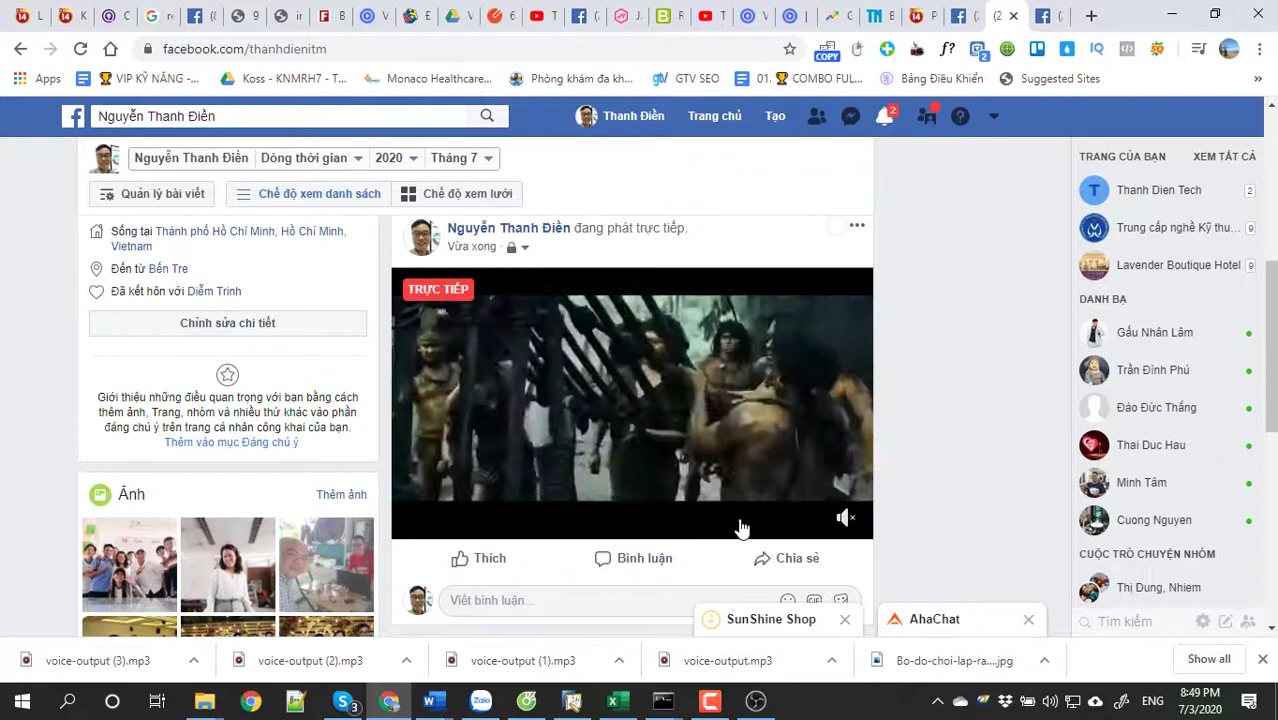 facebook.com/thanhdienitm
COPY
f?
2
IQ
Apps
VIP KỸ NĂNG -...
Koss - KNMRH7 - T...
Monaco Healthcare...
Phòng khám đa kh...
GTV SEO
01. 🏆 COMBO FUL...
Bảng Điều Khiển
Suggested Sites
Nguyễn Thanh Điền
Thanh Điền
Trang chủ
Tạo
2
Nguyễn Thanh Điền
Dòng thời gian
2020
Tháng 7
Quản lý bài viết
Chế độ xem danh sách
Chế độ xem lưới
Sống tại Thành phố Hồ Chí Minh, Hồ Chí Minh,
Vietnam
Đến từ Bến Tre
Đã kết hôn với Diễm Trinh
Chỉnh sửa chi tiết
Giới thiệu những điều quan trọng với bạn bằng cách
thêm ảnh, Trang, nhóm và nhiều thứ khác vào phần
đáng chú ý trên trang cá nhân công khai của bạn.
Thêm vào mục Đáng chú ý
Ảnh
Thêm ảnh
Nguyễn Thanh Điền đang phát trực tiếp.
Vừa xong
TRỰC TIẾP
Thích
Bình luận
Chia sẻ
Viết bình luận...
GIF
SunShine Shop
AhaChat
TRANG CỦA BẠN
XEM TẤT CẢ
T
Thanh Dien Tech
2
Trung cấp nghề Kỹ thu...
9
Lavender Boutique Hotel
9
DANH BẠ
Gấu Nhân Lâm
Trần Đình Phú
Đào Đức Thắng
Thai Duc Hau
Minh Tâm
Cuong Nguyen
CUỘC TRÒ CHUYỆN NHÓM
Thị Dung, Nhiem
Tìm kiếm
voice-output (3).mp3
voice-output (2).mp3
voice-output (1).mp3
voice-output.mp3
Bo-do-choi-lap-ra....jpg
Show all
3
ENG
8:49 PM
7/3/2020